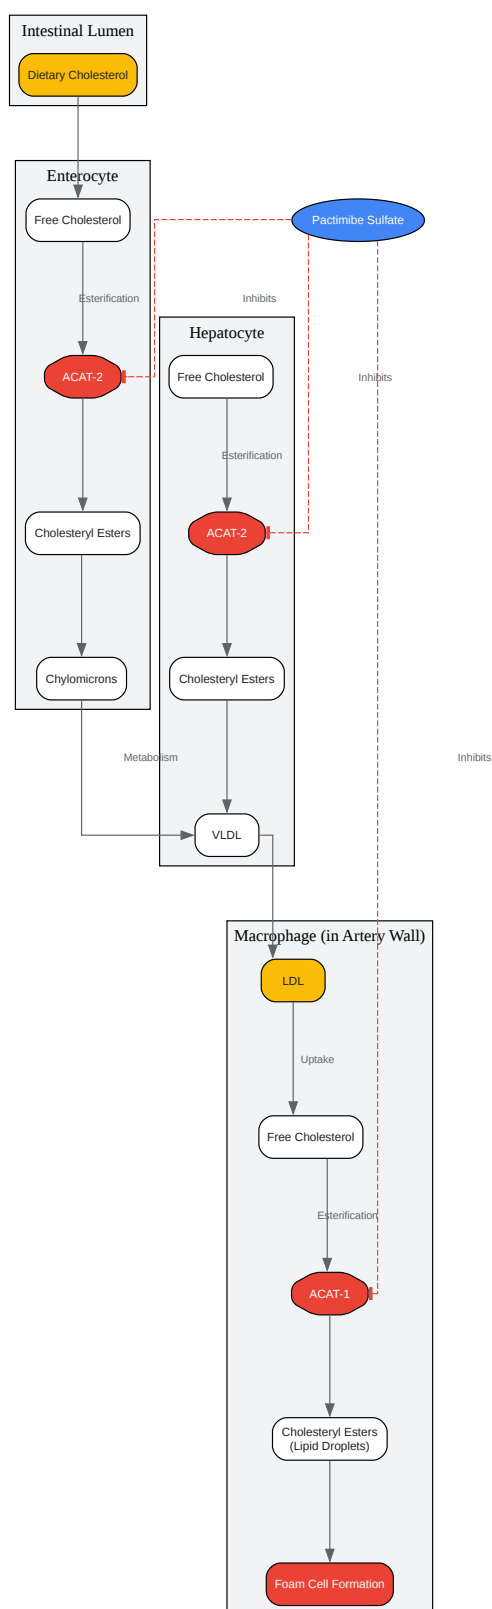 Intestinal Lumen
Dietary Cholesterol
Enterocyte
Free Cholesterol
Pactimibe Sulfate
Esterification
Inhibits
Hepatocyte
ACAT-2
Free Cholesterol
Inhibits
Esterification
Cholesteryl Esters
ACAT-2
Chylomicrons
Cholesteryl Esters
Metabolism
Inhibits
VLDL
Macrophage (in Artery Wall)
LDL
Uptake
Free Cholesterol
Esterification
ACAT-1
Cholesteryl Esters
(Lipid Droplets)
Foam Cell Formation